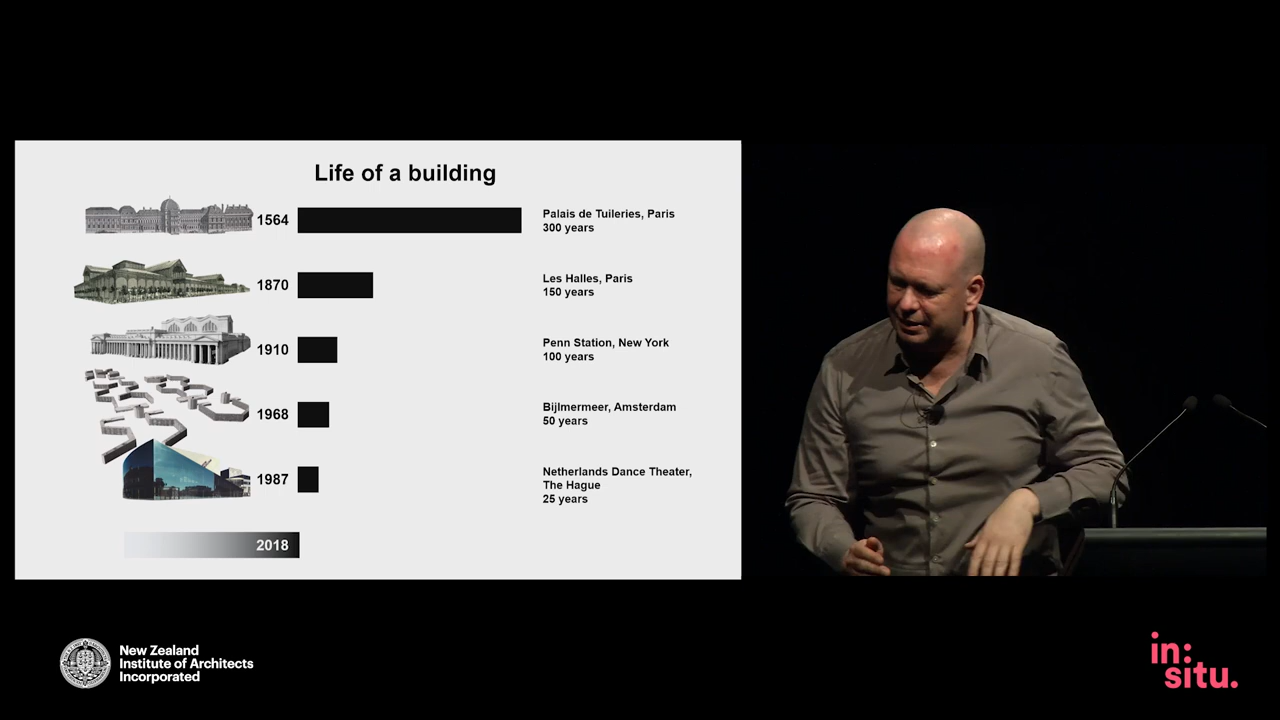 Life of a building
1564
Palais de Tuileries, Paris
300 years
1870
Les Halles, Paris
150 years
1910
Penn Station, New York
100 years
1968
Bijlmermeer, Amsterdam
50 years
1987
Netherlands Dance Theater,
The Hague
25 years
2018
New Zealand
Institute of Architects
Incorporated
in:
situ.